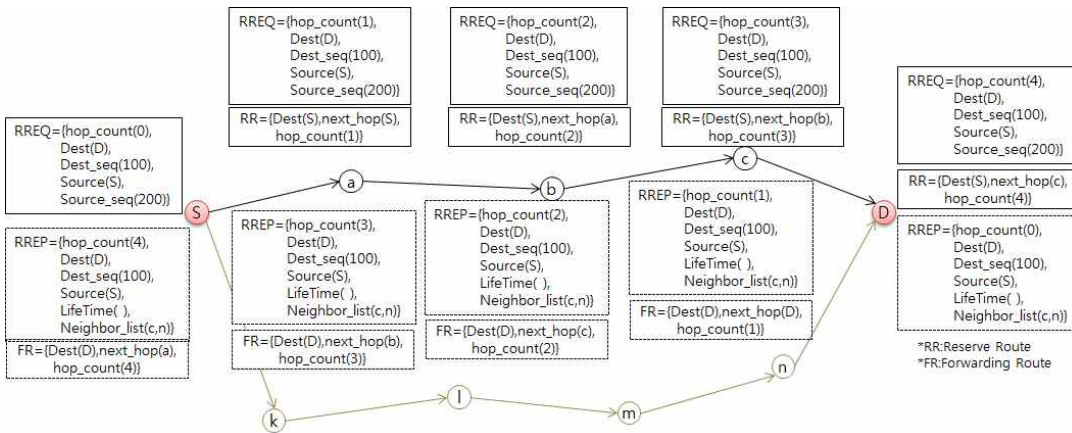 RREQ={hop_count(0),
Dest(D),
Dest_seq(100),
Source(S),
Source_seq(200)}
S
RREP={hop_count(4),
Dest(D),
Dest_seq(100),
Source(S),
LifeTime( ),
Neighbor_list(c,n)}
FR={Dest(D),next_hop(a),
hop_count(4)}
RREQ={hop_count(1),
Dest(D),
Dest_seq(100),
Source(S),
Source_seq(200)}
RR={Dest(S),next_hop(S),
hop_count(1)}
a
RREP={hop_count(3),
Dest(D),
Dest_seq(100),
Source(S),
LifeTime( ),
Neighbor_list(c,n)}
FR={Dest(D),next_hop(b),
hop_count(3)}
RREQ={hop_count(2),
Dest(D),
Dest_seq(100),
Source(S),
Source_seq(200)}
RR={Dest(S),next_hop(a),
hop_count(2)}
b
RREP={hop_count(2),
Dest(D),
Dest_seq(100),
Source(S),
LifeTime( ),
Neighbor_list(c,n)}
FR={Dest(D),next_hop(c),
hop_count(2)}
RREQ={hop_count(3),
Dest(D),
Dest_seq(100),
Source(S),
Source_seq(200)}
RR={Dest(S),next_hop(b),
hop_count(3)}
c
RREP={hop_count(1),
Dest(D),
Dest_seq(100),
Source(S),
LifeTime( ),
Neighbor_list(c,n)}
FR={Dest(D),next_hop(D),
hop_count(1)}
RREQ={hop_count(4),
Dest(D),
Dest_seq(100),
Source(S),
Source_seq(200)}
RR={Dest(S),next_hop(c),
hop_count(4)}
D
RREP={hop_count(0),
Dest(D),
Dest_seq(100),
Source(S),
LifeTime( ),
Neighbor_list(c,n)}
*RR:Reserve Route
*FR:Forwarding Route
k
l
m
n